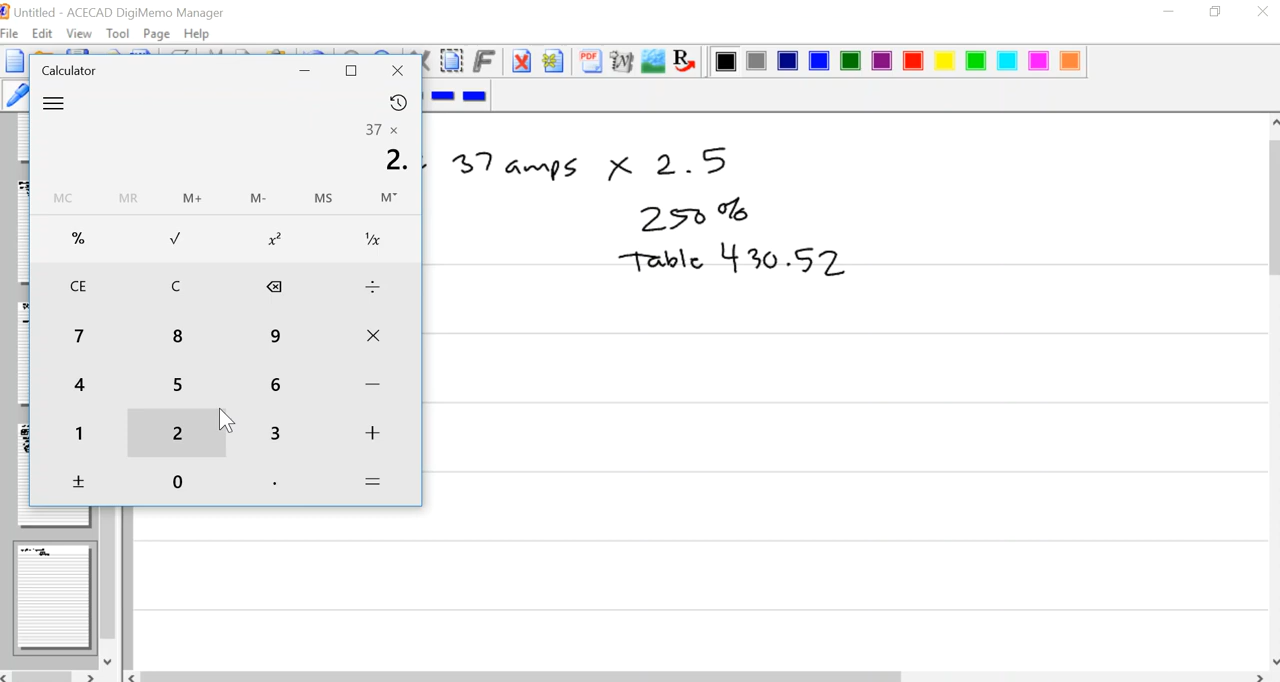 Untitled - ACECAD DigiMemo Manager
File Edit View Tool Page Help
PDF
Calculator
37 ×
2.
MC MR M+ M- MS M˅
% √ x² ¹/x
CE C ÷
7 8 9 ×
4 5 6 −
1 2 3 +
± 0 . =
37 amps x 2.5
250%
Table 430.52